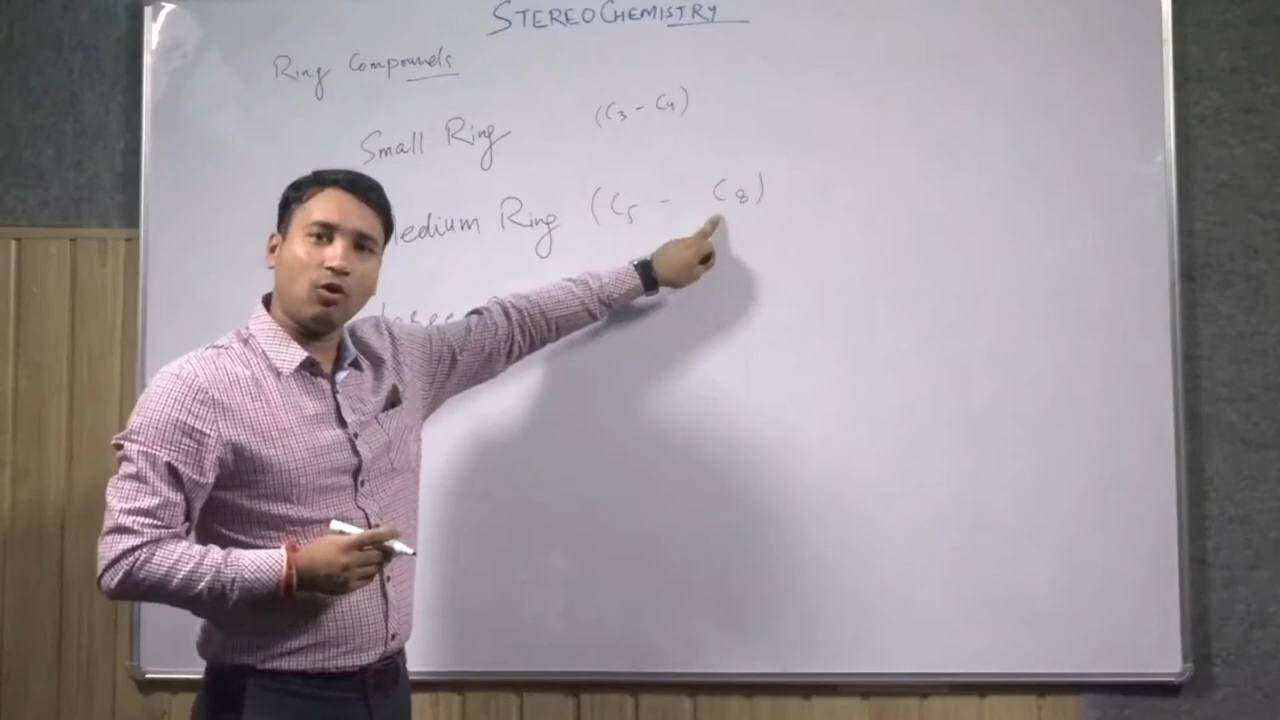 STEREOCHEMISTRY
Ring Compounds
Small Ring (C3 - C4)
Medium Ring (C5 - C8)